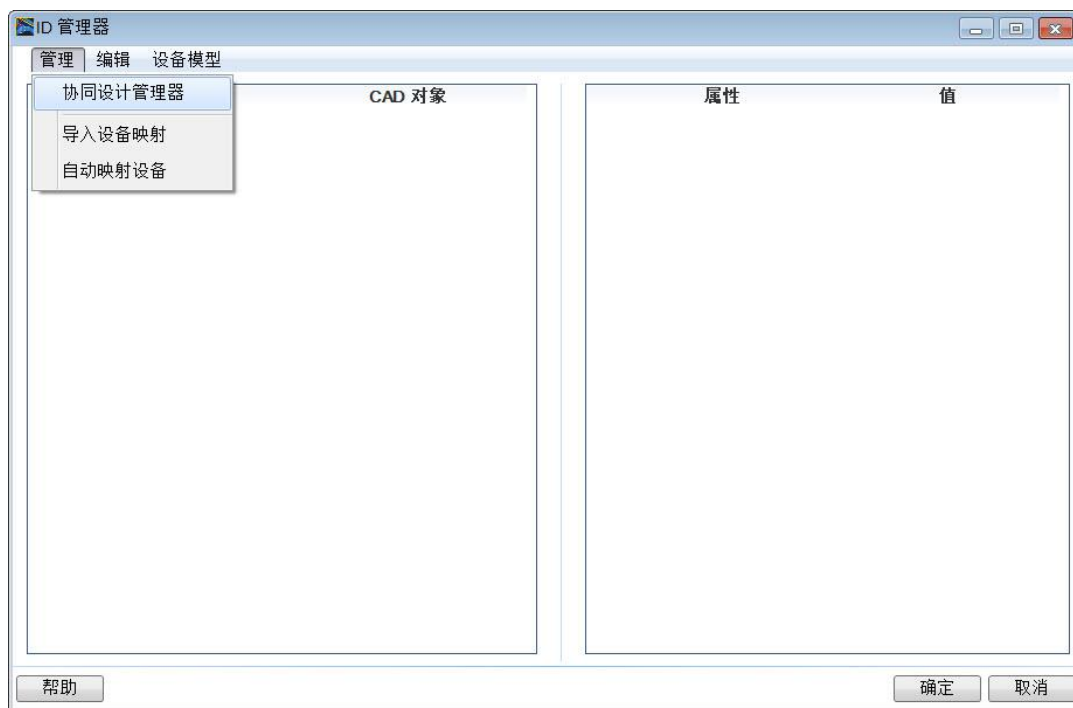 ID 管理器
管理 编辑 设备模型
协同设计管理器
CAD 对象 属性 值
导入设备映射
自动映射设备
帮助 确定 取消